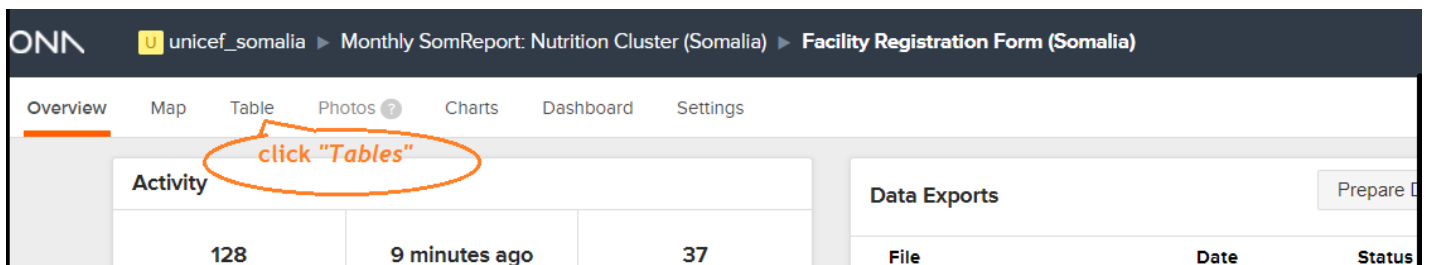 ONA U unicef_somalia ▶ Monthly SomReport: Nutrition Cluster (Somalia) ▶ Facility Registration Form (Somalia)
Overview Map Table Photos ? Charts Dashboard Settings
click "Tables"
Activity
Data Exports
Prepare D
128 9 minutes ago 37
File Date Status